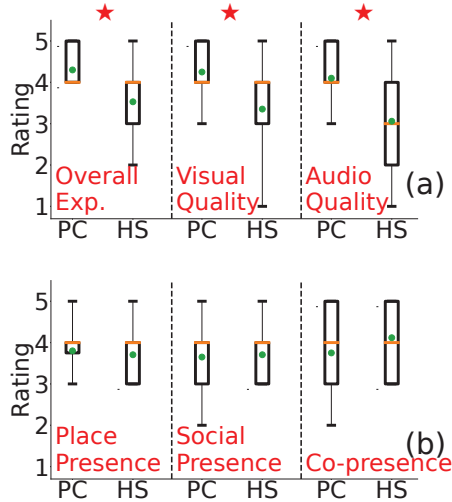 5
4
3
2
1
Rating
Overall
Exp.
Visual
Quality
Audio
Quality
(a)
PC HS PC HS PC HS
5
4
3
2
1
Rating
Place
Presence
Social
Presence
Co-presence
(b)
PC HS PC HS PC HS